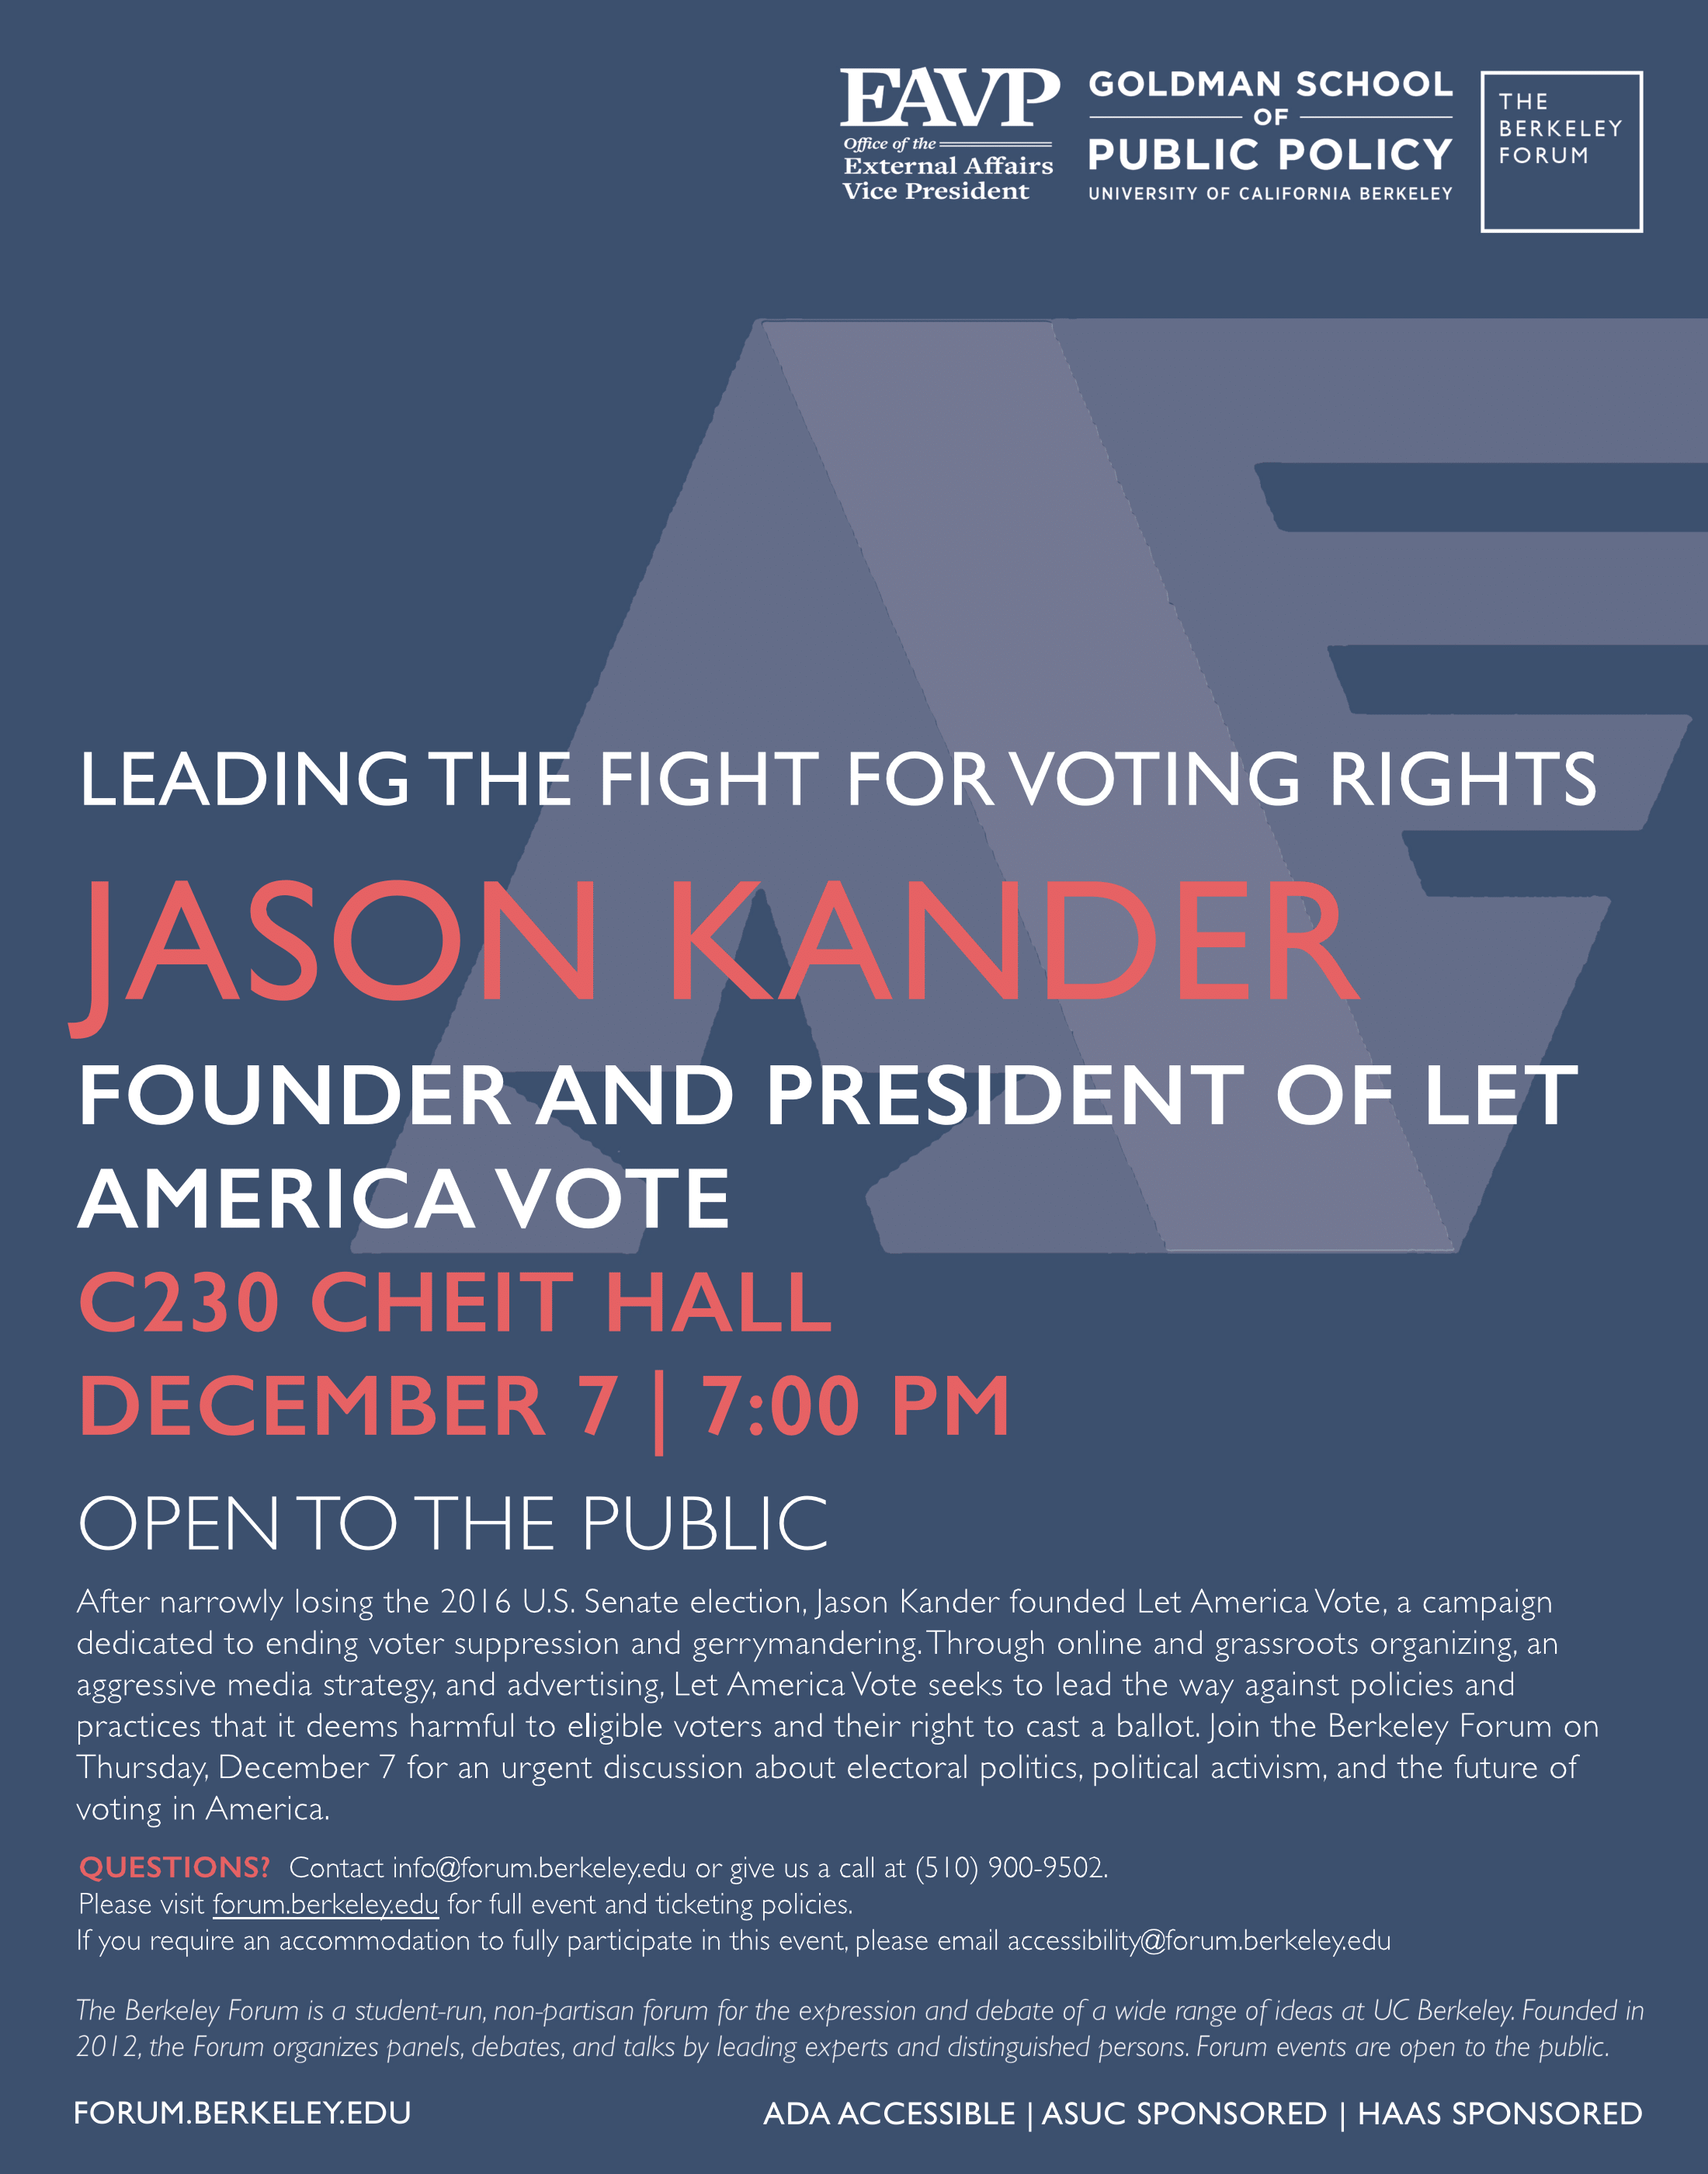 EAVP
Office of the
External Affairs
Vice President
GOLDMAN SCHOOL
OF
PUBLIC POLICY
UNIVERSITY OF CALIFORNIA BERKELEY
THE
BERKELEY
FORUM
LEADING THE FIGHT FOR VOTING RIGHTS
JASON KANDER
FOUNDER AND PRESIDENT OF LET
AMERICA VOTE
C230 CHEIT HALL
DECEMBER 7 | 7:00 PM
OPEN TO THE PUBLIC
After narrowly losing the 2016 U.S. Senate election, Jason Kander founded Let America Vote, a campaign
dedicated to ending voter suppression and gerrymandering. Through online and grassroots organizing, an
aggressive media strategy, and advertising, Let America Vote seeks to lead the way against policies and
practices that it deems harmful to eligible voters and their right to cast a ballot. Join the Berkeley Forum on
Thursday, December 7 for an urgent discussion about electoral politics, political activism, and the future of
voting in America.
QUESTIONS? Contact info@forum.berkeley.edu or give us a call at (510) 900-9502.
Please visit forum.berkeley.edu for full event and ticketing policies.
If you require an accommodation to fully participate in this event, please email accessibility@forum.berkeley.edu
The Berkeley Forum is a student-run, non-partisan forum for the expression and debate of a wide range of ideas at UC Berkeley. Founded in
2012, the Forum organizes panels, debates, and talks by leading experts and distinguished persons. Forum events are open to the public.
FORUM.BERKELEY.EDU
ADA ACCESSIBLE | ASUC SPONSORED | HAAS SPONSORED